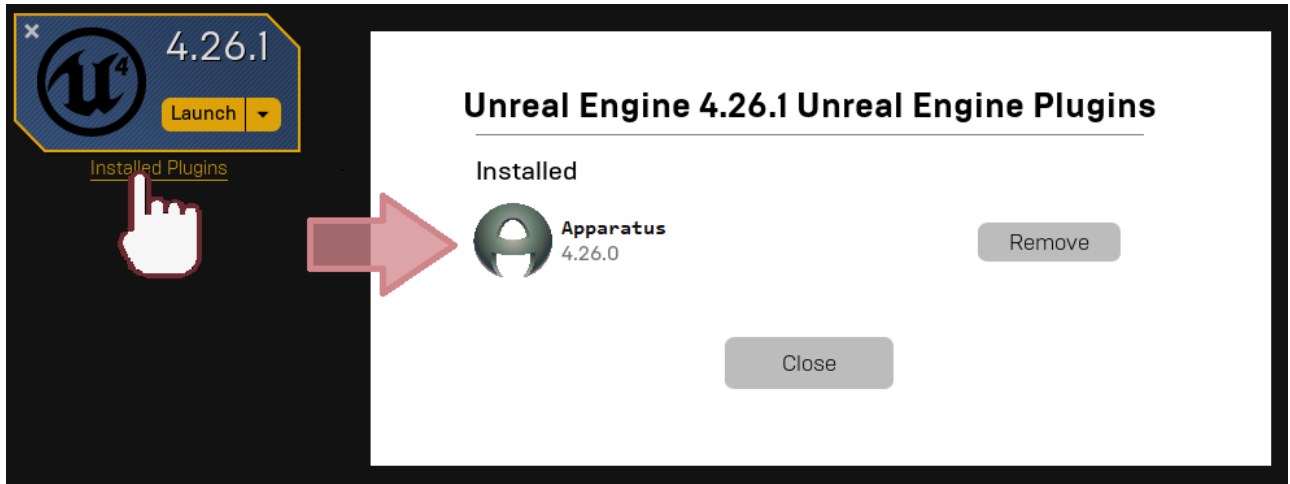 4.26.1
Launch
Installed Plugins
Unreal Engine 4.26.1 Unreal Engine Plugins
Installed
Apparatus
4.26.0
Remove
Close